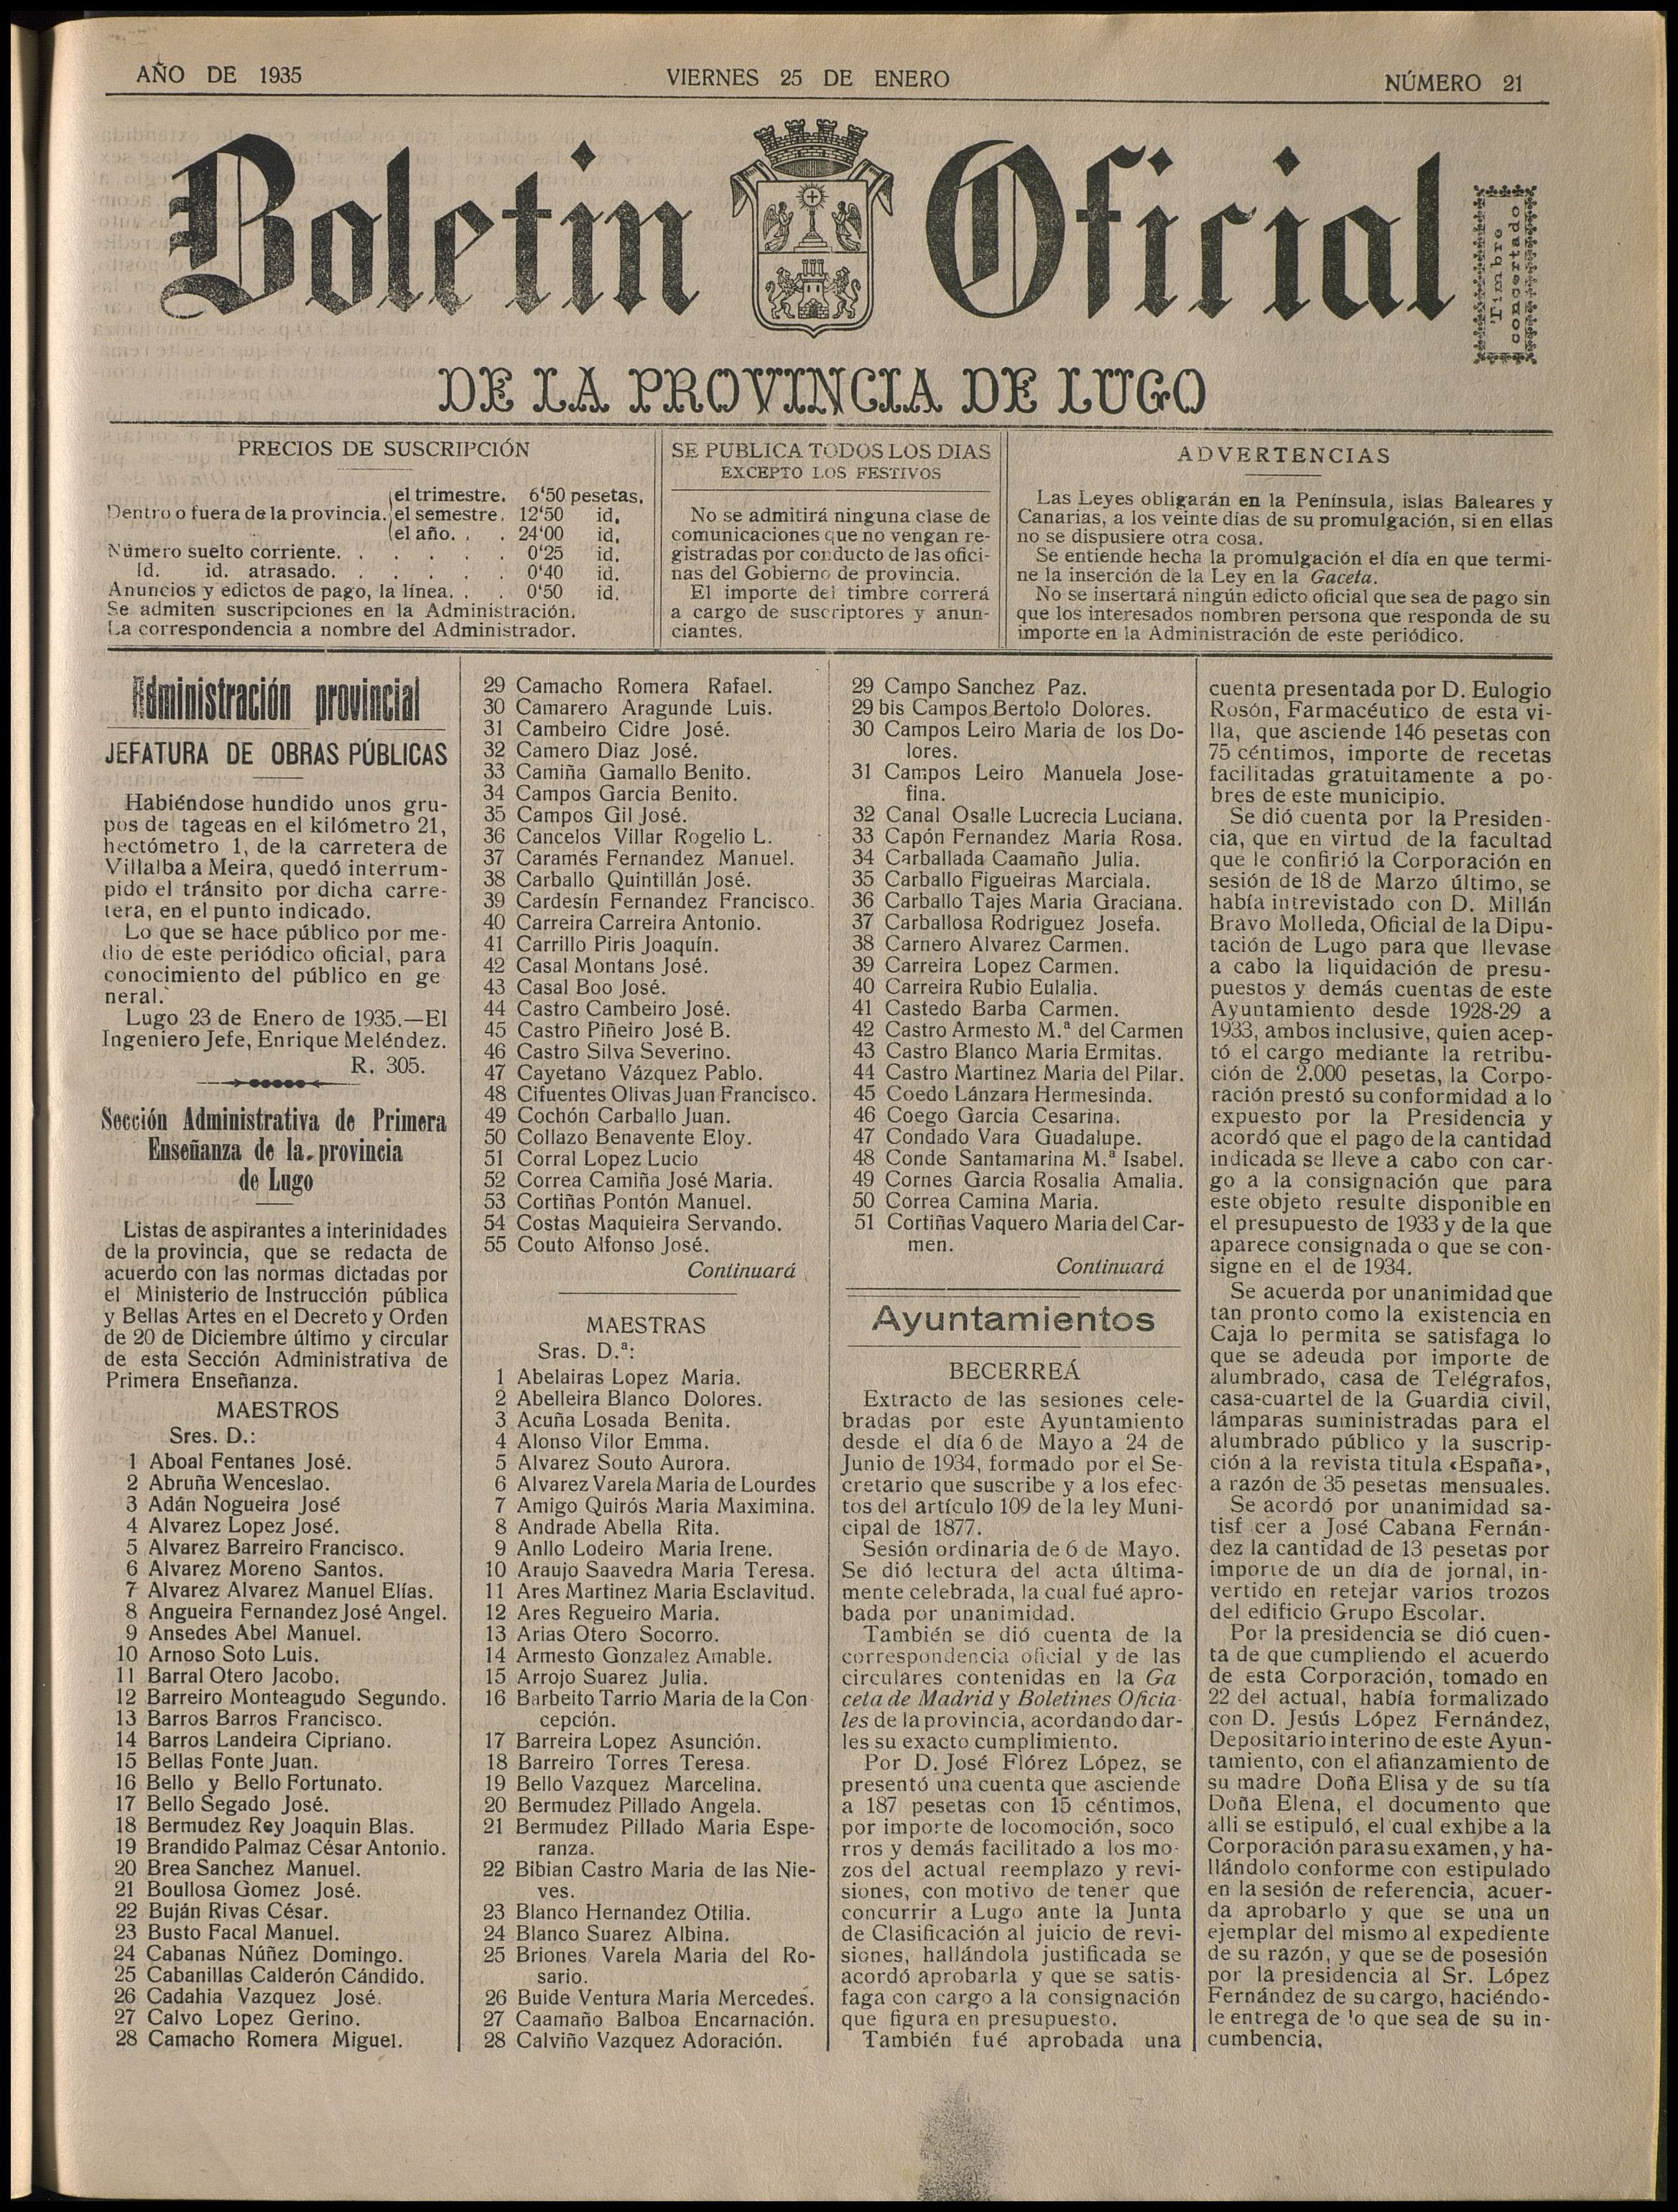 AÑO DE 1935
VIERNES 25 DE ENERO
NÚMERO 21
Boletin Oficial
Timbre
concertado
DE LA PROVINCIA DE LUGO
PRECIOS DE SUSCRIPCIÓN
el trimestre. 6'50 pesetas.
Dentro o fuera de la provincia. el semestre. 12'50 id.
el año. . . 24'00 id.
Número suelto corriente. . . . . . 0'25 id.
Id. id. atrasado. . . . . . 0'40 id.
Anuncios y edictos de pago, la línea. . . 0'50 id.
Se admiten suscripciones en la Administración.
La correspondencia a nombre del Administrador.
SE PUBLICA TODOS LOS DIAS
EXCEPTO LOS FESTIVOS
No se admitirá ninguna clase de
comunicaciones que no vengan re-
gistradas por conducto de las ofici-
nas del Gobierno de provincia.
El importe del timbre correrá
a cargo de suscriptores y anun-
ciantes.
ADVERTENCIAS
Las Leyes obligarán en la Península, islas Baleares y
Canarias, a los veinte días de su promulgación, si en ellas
no se dispusiere otra cosa.
Se entiende hecha la promulgación el día en que termi-
ne la inserción de la Ley en la Gaceta.
No se insertará ningún edicto oficial que sea de pago sin
que los interesados nombren persona que responda de su
importe en la Administración de este periódico.
Administración provincial
JEFATURA DE OBRAS PÚBLICAS
Habiéndose hundido unos gru-
pos de tageas en el kilómetro 21,
hectómetro 1, de la carretera de
Villalba a Meira, quedó interrum-
pido el tránsito por dicha carre-
tera, en el punto indicado.
Lo que se hace público por me-
dio de este periódico oficial, para
conocimiento del público en ge
neral.
Lugo 23 de Enero de 1935.—El
Ingeniero Jefe, Enrique Meléndez.
R. 305.
Sección Administrativa de Primera
Enseñanza de la provincia
de Lugo
Listas de aspirantes a interinidades
de la provincia, que se redacta de
acuerdo con las normas dictadas por
el Ministerio de Instrucción pública
y Bellas Artes en el Decreto y Orden
de 20 de Diciembre último y circular
de esta Sección Administrativa de
Primera Enseñanza.
MAESTROS
Sres. D.:
1 Aboal Fentanes José.
2 Abruña Wenceslao.
3 Adán Nogueira José
4 Alvarez Lopez José.
5 Alvarez Barreiro Francisco.
6 Alvarez Moreno Santos.
7 Alvarez Alvarez Manuel Elías.
8 Angueira Fernandez José Angel.
9 Ansedes Abel Manuel.
10 Arnoso Soto Luis.
11 Barral Otero Jacobo.
12 Barreiro Monteagudo Segundo.
13 Barros Barros Francisco.
14 Barros Landeira Cipriano.
15 Bellas Fonte Juan.
16 Bello y Bello Fortunato.
17 Bello Segado José.
18 Bermudez Rey Joaquin Blas.
19 Brandido Palmaz César Antonio.
20 Brea Sanchez Manuel.
21 Boullosa Gomez José.
22 Buján Rivas César.
23 Busto Facal Manuel.
24 Cabanas Núñez Domingo.
25 Cabanillas Calderón Cándido.
26 Cadahia Vazquez José.
27 Calvo Lopez Gerino.
28 Camacho Romera Miguel.
29 Camacho Romera Rafael.
30 Camarero Aragunde Luis.
31 Cambeiro Cidre José.
32 Camero Diaz José.
33 Camiña Gamallo Benito.
34 Campos Garcia Benito.
35 Campos Gil José.
36 Cancelos Villar Rogelio L.
37 Caramés Fernandez Manuel.
38 Carballo Quintillán José.
39 Cardesín Fernandez Francisco.
40 Carreira Carreira Antonio.
41 Carrillo Piris Joaquín.
42 Casal Montans José.
43 Casal Boo José.
44 Castro Cambeiro José.
45 Castro Piñeiro José B.
46 Castro Silva Severino.
47 Cayetano Vázquez Pablo.
48 Cifuentes Olivas Juan Francisco.
49 Cochón Carballo Juan.
50 Collazo Benavente Eloy.
51 Corral Lopez Lucio
52 Correa Camiña José Maria.
53 Cortiñas Pontón Manuel.
54 Costas Maquieira Servando.
55 Couto Alfonso José.
Continuará
MAESTRAS
Sras. D.ª:
1 Abelairas Lopez Maria.
2 Abelleira Blanco Dolores.
3 Acuña Losada Benita.
4 Alonso Vilor Emma.
5 Alvarez Souto Aurora.
6 Alvarez Varela Maria de Lourdes
7 Amigo Quirós Maria Maximina.
8 Andrade Abella Rita.
9 Anllo Lodeiro Maria Irene.
10 Araujo Saavedra Maria Teresa.
11 Ares Martinez Maria Esclavitud.
12 Ares Regueiro Maria.
13 Arias Otero Socorro.
14 Armesto Gonzalez Amable.
15 Arrojo Suarez Julia.
16 Barbeito Tarrio Maria de la Con-
cepción.
17 Barreira Lopez Asunción.
18 Barreiro Torres Teresa.
19 Bello Vazquez Marcelina.
20 Bermudez Pillado Angela.
21 Bermudez Pillado Maria Espe-
ranza.
22 Bibian Castro Maria de las Nie-
ves.
23 Blanco Hernandez Otilia.
24 Blanco Suarez Albina.
25 Briones Varela Maria del Ro-
sario.
26 Buide Ventura Maria Mercedes.
27 Caamaño Balboa Encarnación.
28 Calviño Vazquez Adoración.
29 Campo Sanchez Paz.
29 bis Campos Bertolo Dolores.
30 Campos Leiro Maria de los Do-
lores.
31 Campos Leiro Manuela Jose-
fina.
32 Canal Osalle Lucrecia Luciana.
33 Capón Fernandez Maria Rosa.
34 Carballada Caamaño Julia.
35 Carballo Figueiras Marciala.
36 Carballo Tajes Maria Graciana.
37 Carballosa Rodriguez Josefa.
38 Carnero Alvarez Carmen.
39 Carreira Lopez Carmen.
40 Carreira Rubio Eulalia.
41 Castedo Barba Carmen.
42 Castro Armesto M.ª del Carmen
43 Castro Blanco Maria Ermitas.
44 Castro Martinez Maria del Pilar.
45 Coedo Lánzara Hermesinda.
46 Coego Garcia Cesarina.
47 Condado Vara Guadalupe.
48 Conde Santamarina M.ª Isabel.
49 Cornes Garcia Rosalia Amalia.
50 Correa Camina Maria.
51 Cortiñas Vaquero Maria del Car-
men.
Continuará
Ayuntamientos
BECERREÁ
Extracto de las sesiones cele-
bradas por este Ayuntamiento
desde el día 6 de Mayo a 24 de
Junio de 1934, formado por el Se-
cretario que suscribe y a los efec-
tos del artículo 109 de la ley Muni-
cipal de 1877.
Sesión ordinaria de 6 de Mayo.
Se dió lectura del acta última-
mente celebrada, la cual fué apro-
bada por unanimidad.
También se dió cuenta de la
correspondencia oficial y de las
circulares contenidas en la Ga
ceta de Madrid y Boletines Oficia-
les de la provincia, acordando dar-
les su exacto cumplimiento.
Por D. José Flórez López, se
presentó una cuenta que asciende
a 187 pesetas con 15 céntimos,
por importe de locomoción, soco
rros y demás facilitado a los mo-
zos del actual reemplazo y revi-
siones, con motivo de tener que
concurrir a Lugo ante la Junta
de Clasificación al juicio de revi-
siones, hallándola justificada se
acordó aprobarla y que se satis-
faga con cargo a la consignación
que figura en presupuesto.
También fué aprobada una
cuenta presentada por D. Eulogio
Rosón, Farmacéutico de esta vi-
lla, que asciende 146 pesetas con
75 céntimos, importe de recetas
facilitadas gratuitamente a po-
bres de este municipio.
Se dió cuenta por la Presiden-
cia, que en virtud de la facultad
que le confirió la Corporación en
sesión de 18 de Marzo último, se
había intrevistado con D. Millán
Bravo Molleda, Oficial de la Dipu-
tación de Lugo para que llevase
a cabo la liquidación de presu-
puestos y demás cuentas de este
Ayuntamiento desde 1928-29 a
1933, ambos inclusive, quien acep-
tó el cargo mediante la retribu-
ción de 2.000 pesetas, la Corpo-
ración prestó su conformidad a lo
expuesto por la Presidencia y
acordó que el pago de la cantidad
indicada se lleve a cabo con car-
go a la consignación que para
este objeto resulte disponible en
el presupuesto de 1933 y de la que
aparece consignada o que se con-
signe en el de 1934.
Se acuerda por unanimidad que
tan pronto como la existencia en
Caja lo permita se satisfaga lo
que se adeuda por importe de
alumbrado, casa de Telégrafos,
casa-cuartel de la Guardia civil,
lámparas suministradas para el
alumbrado público y la suscrip-
ción a la revista titula «España»,
a razón de 35 pesetas mensuales.
Se acordó por unanimidad sa-
tisf cer a José Cabana Fernán-
dez la cantidad de 13 pesetas por
importe de un día de jornal, in-
vertido en retejar varios trozos
del edificio Grupo Escolar.
Por la presidencia se dió cuen-
ta de que cumpliendo el acuerdo
de esta Corporación, tomado en
22 del actual, había formalizado
con D. Jesús López Fernández,
Depositario interino de este Ayun-
tamiento, con el afianzamiento de
su madre Doña Elisa y de su tía
Doña Elena, el documento que
alli se estipuló, el cual exhibe a la
Corporación para su examen, y ha-
llándolo conforme con estipulado
en la sesión de referencia, acuer-
da aprobarlo y que se una un
ejemplar del mismo al expediente
de su razón, y que se de posesión
por la presidencia al Sr. López
Fernández de su cargo, haciéndo-
le entrega de lo que sea de su in-
cumbencia.